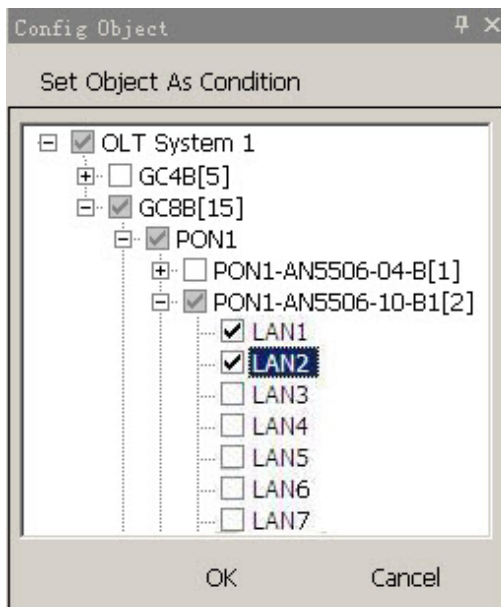 Config Object
Set Object As Condition
OLT System 1
GC4B[5]
GC8B[15]
PON1
PON1-AN5506-04-B[1]
PON1-AN5506-10-B1[2]
LAN1
LAN2
LAN3
LAN4
LAN5
LAN6
LAN7
OK Cancel